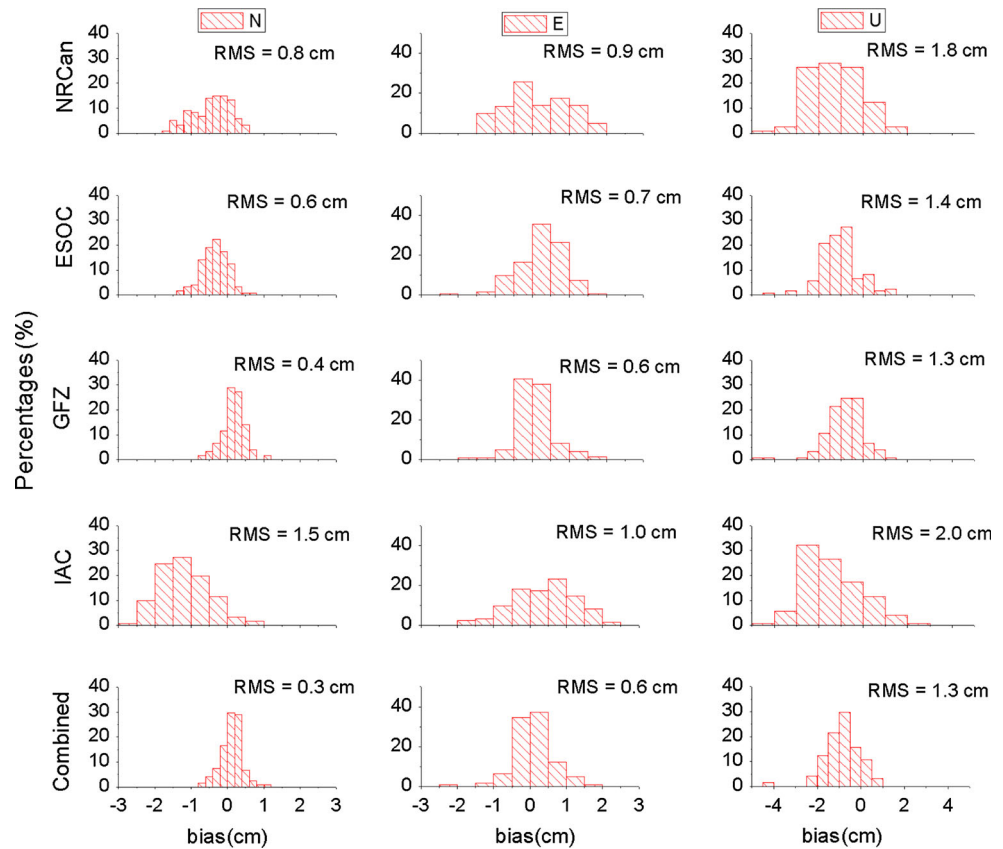 N
E
U
NRCan
40
30
20
10
0
RMS = 0.8 cm
40
20
0
RMS = 0.9 cm
40
30
20
10
0
RMS = 1.8 cm
ESOC
40
30
20
10
0
RMS = 0.6 cm
40
20
0
RMS = 0.7 cm
40
30
20
10
0
RMS = 1.4 cm
Percentages(%)
GFZ
40
30
20
10
0
RMS = 0.4 cm
40
20
0
RMS = 0.6 cm
40
30
20
10
0
RMS = 1.3 cm
IAC
40
30
20
10
0
RMS = 1.5 cm
40
20
0
RMS = 1.0 cm
40
30
20
10
0
RMS = 2.0 cm
Combined
40
30
20
10
0
RMS = 0.3 cm
40
20
0
RMS = 0.6 cm
40
30
20
10
0
RMS = 1.3 cm
-3 -2 -1 0 1 2 3
-3 -2 -1 0 1 2 3
-4 -2 0 2 4
bias(cm)
bias(cm)
bias(cm)